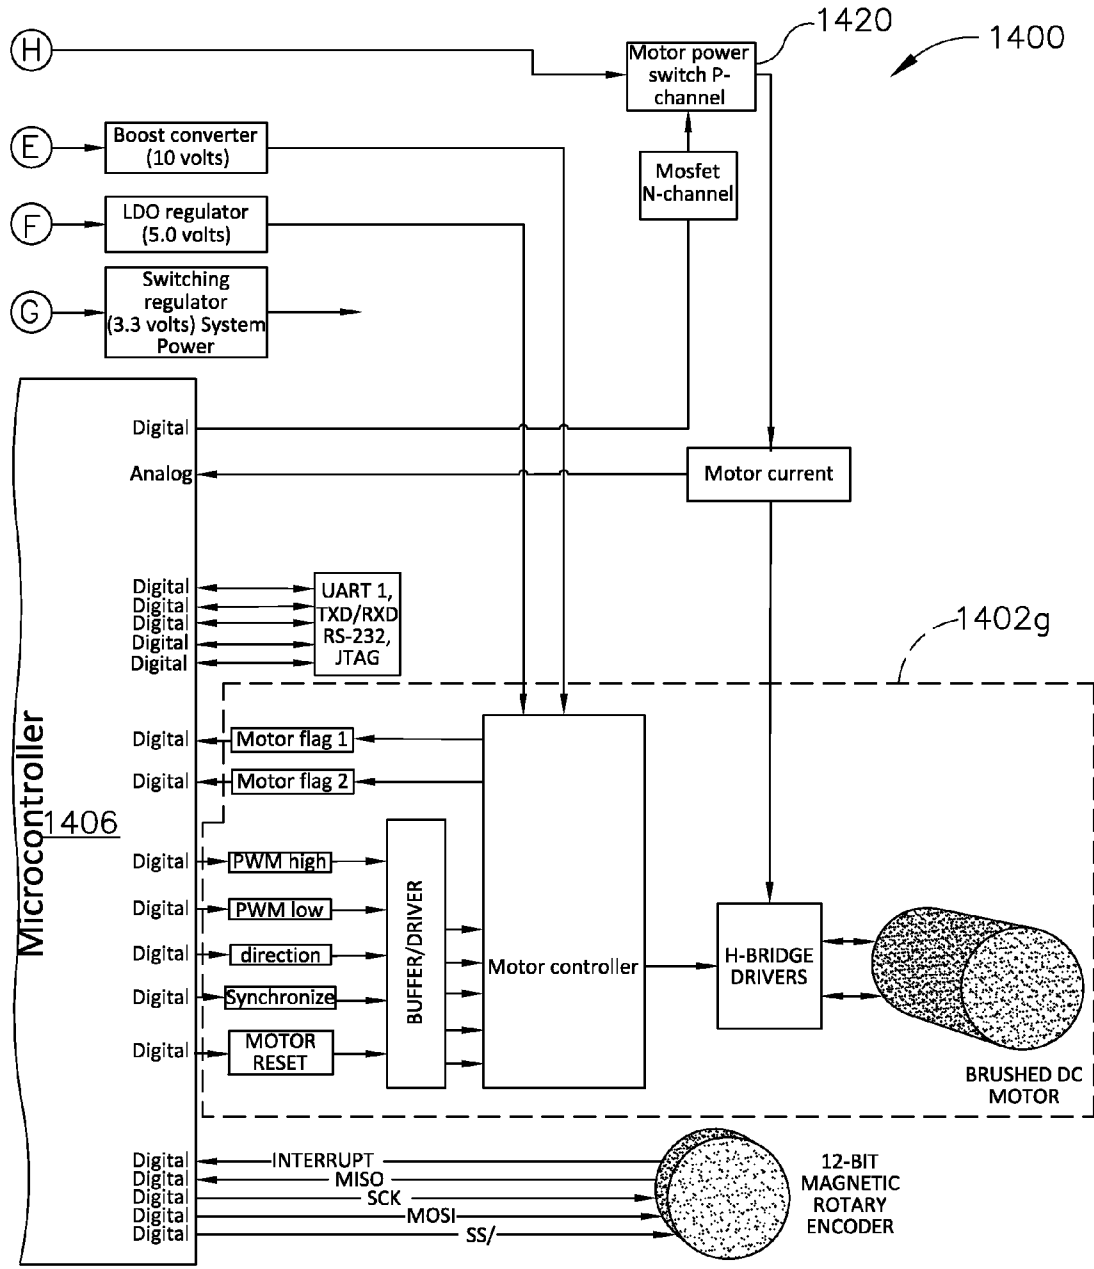 H
Motor power
switch P-
channel
1420
1400
E
Boost converter
(10 volts)
Mosfet
N-channel
F
LDO regulator
(5.0 volts)
G
Switching
regulator
(3.3 volts) System
Power
Digital
Analog
Motor current
Digital
Digital
Digital
Digital
Digital
UART 1,
TXD/RXD
RS-232,
JTAG
1402g
Microcontroller
1406
Digital
Motor flag 1
Digital
Motor flag 2
Digital
PWM high
Digital
PWM low
Digital
direction
Digital
Synchronize
Digital
MOTOR
RESET
BUFFER/DRIVER
Motor controller
H-BRIDGE
DRIVERS
BRUSHED DC
MOTOR
Digital
INTERRUPT
Digital
MISO
Digital
SCK
Digital
MOSI
Digital
SS/
12-BIT
MAGNETIC
ROTARY
ENCODER